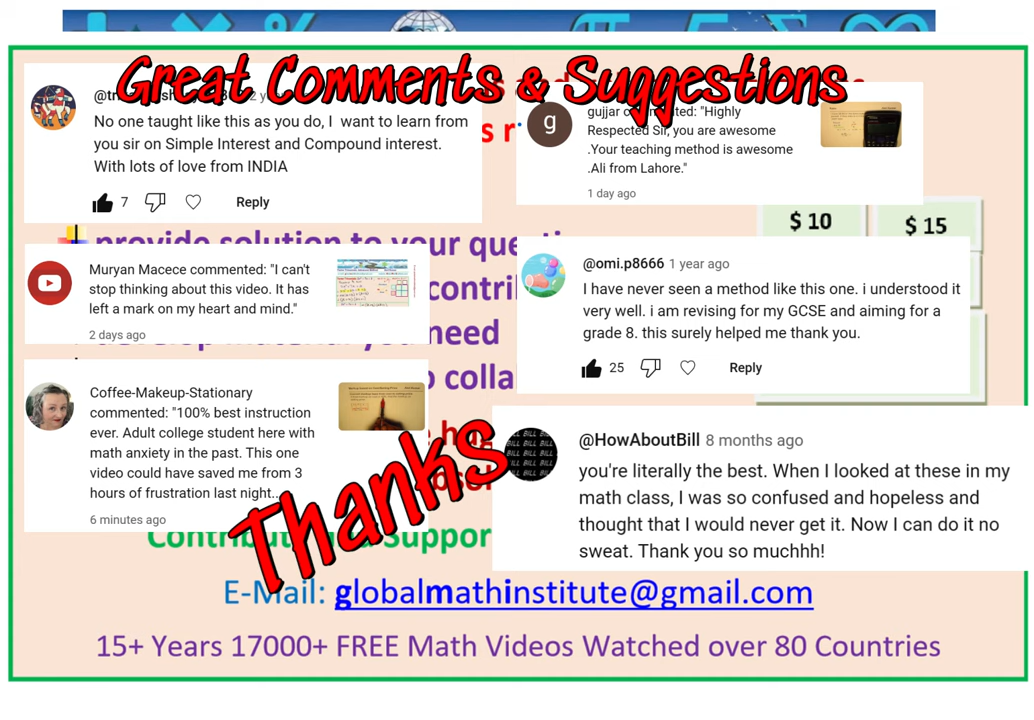 Great Comments & Suggestions
No one taught like this as you do, I want to learn from
you sir on Simple Interest and Compound interest.
With lots of love from INDIA
7 Reply
gujjar commented: "Highly
Respected Sir, you are awesome
.Your teaching method is awesome
.Ali from Lahore."
1 day ago
$ 10
$ 15
provide solution to your
Muryan Macece commented: "I can't
stop thinking about this video. It has
left a mark on my heart and mind."
2 days ago
@omi.p8666 1 year ago
I have never seen a method like this one. i understood it
very well. i am revising for my GCSE and aiming for a
grade 8. this surely helped me thank you.
25 Reply
need
Coffee-Makeup-Stationary
commented: "100% best instruction
ever. Adult college student here with
math anxiety in the past. This one
video could have saved me from 3
hours of frustration last night...
6 minutes ago
Thanks
@HowAboutBill 8 months ago
you're literally the best. When I looked at these in my
math class, I was so confused and hopeless and
thought that I would never get it. Now I can do it no
sweat. Thank you so muchhh!
E-Mail: globalmathinstitute@gmail.com
15+ Years 17000+ FREE Math Videos Watched over 80 Countries